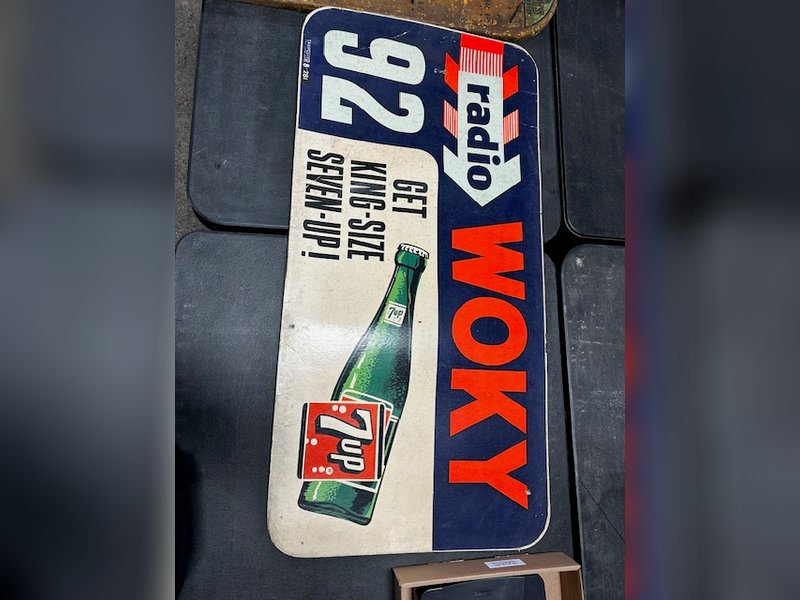 radio WOKY
92
GET
KING-SIZE
SEVEN-UP!
7up
7up